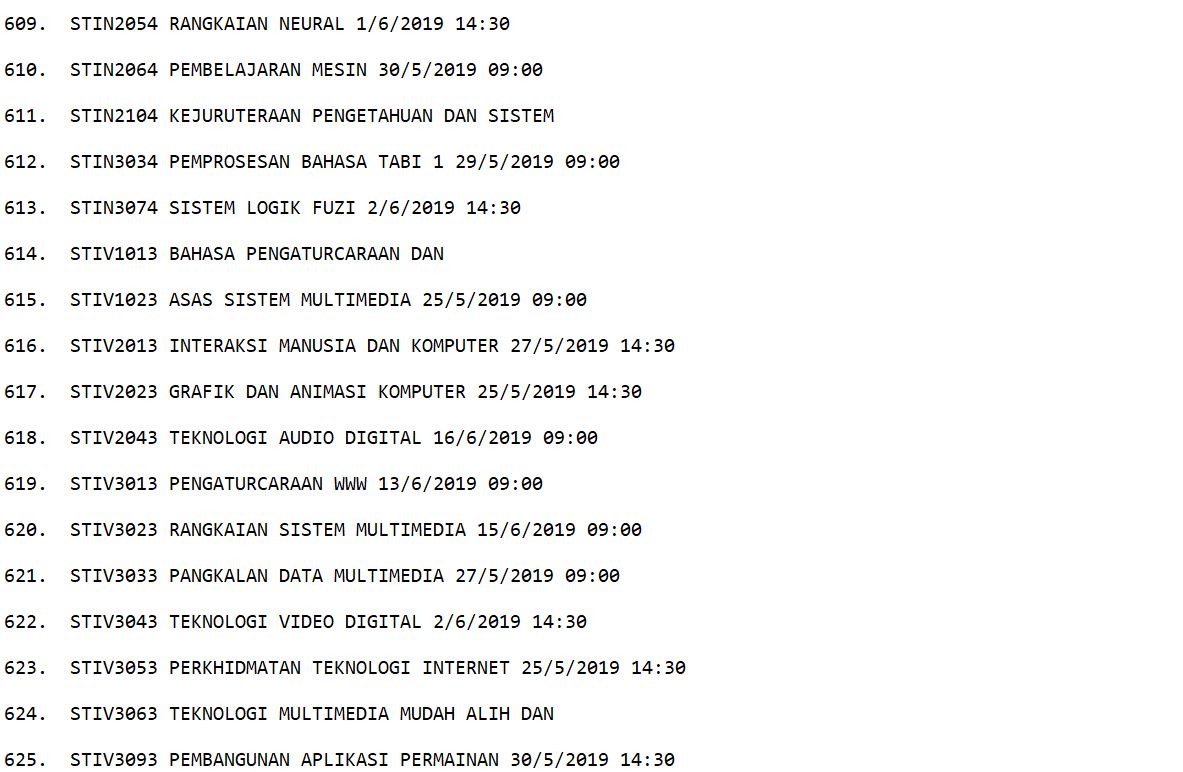 609. STIN2054 RANGKAIAN NEURAL 1/6/2019 14:30
610. STIN2064 PEMBELAJARAN MESIN 30/5/2019 09:00
611. STIN2104 KEJURUTERAAN PENGETAHUAN DAN SISTEM
612. STIN3034 PEMPROSESAN BAHASA TABI 1 29/5/2019 09:00
613. STIN3074 SISTEM LOGIK FUZI 2/6/2019 14:30
614. STIV1013 BAHASA PENGATURCARAAN DAN
615. STIV1023 ASAS SISTEM MULTIMEDIA 25/5/2019 09:00
616. STIV2013 INTERAKSI MANUSIA DAN KOMPUTER 27/5/2019 14:30
617. STIV2023 GRAFIK DAN ANIMASI KOMPUTER 25/5/2019 14:30
618. STIV2043 TEKNOLOGI AUDIO DIGITAL 16/6/2019 09:00
619. STIV3013 PENGATURCARAAN WWW 13/6/2019 09:00
620. STIV3023 RANGKAIAN SISTEM MULTIMEDIA 15/6/2019 09:00
621. STIV3033 PANGKALAN DATA MULTIMEDIA 27/5/2019 09:00
622. STIV3043 TEKNOLOGI VIDEO DIGITAL 2/6/2019 14:30
623. STIV3053 PERKHIDMATAN TEKNOLOGI INTERNET 25/5/2019 14:30
624. STIV3063 TEKNOLOGI MULTIMEDIA MUDAH ALIH DAN
625. STIV3093 PEMBANGUNAN APLIKASI PERMAINAN 30/5/2019 14:30